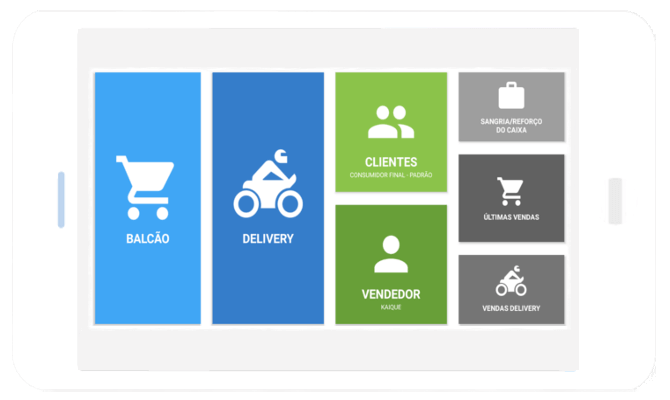 BALCÃO
DELIVERY
CLIENTES
CONSUMIDOR FINAL - PADRÃO
VENDEDOR
KAIQUE
SANGRIA/REFORÇO
DO CAIXA
ÚLTIMAS VENDAS
VENDAS DELIVERY